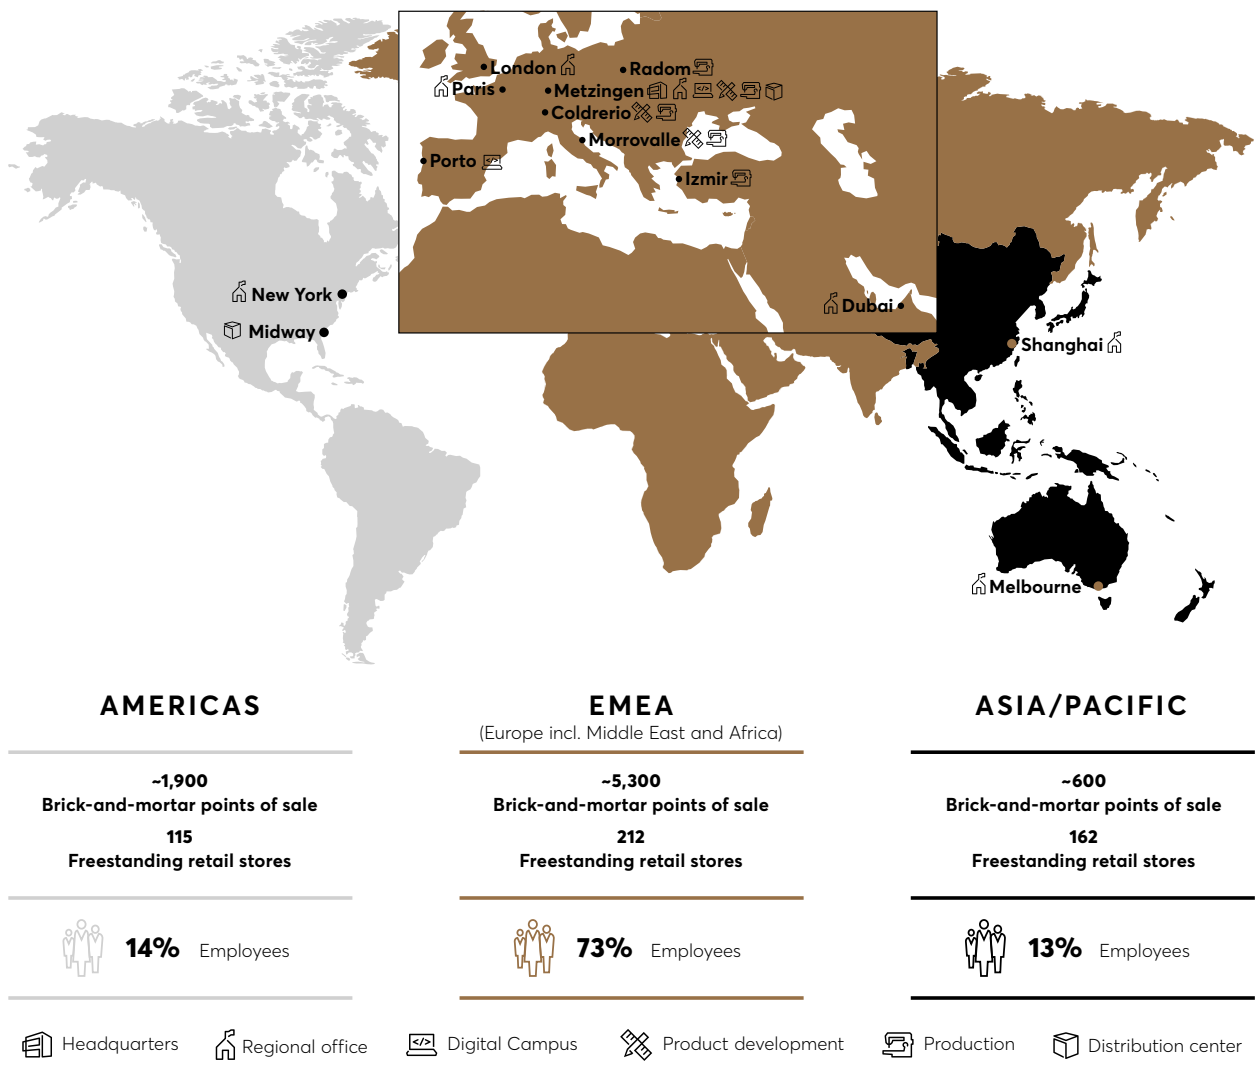 London
Radom
Paris
Metzingen
Coldrerio
Morrovalle
Porto
Izmir
New York
Dubai
Midway
Shanghai
Melbourne
AMERICAS
~1,900
Brick-and-mortar points of sale
115
Freestanding retail stores
14% Employees
EMEA
(Europe incl. Middle East and Africa)
~5,300
Brick-and-mortar points of sale
212
Freestanding retail stores
73% Employees
ASIA/PACIFIC
~600
Brick-and-mortar points of sale
162
Freestanding retail stores
13% Employees
Headquarters
Regional office
Digital Campus
Product development
Production
Distribution center